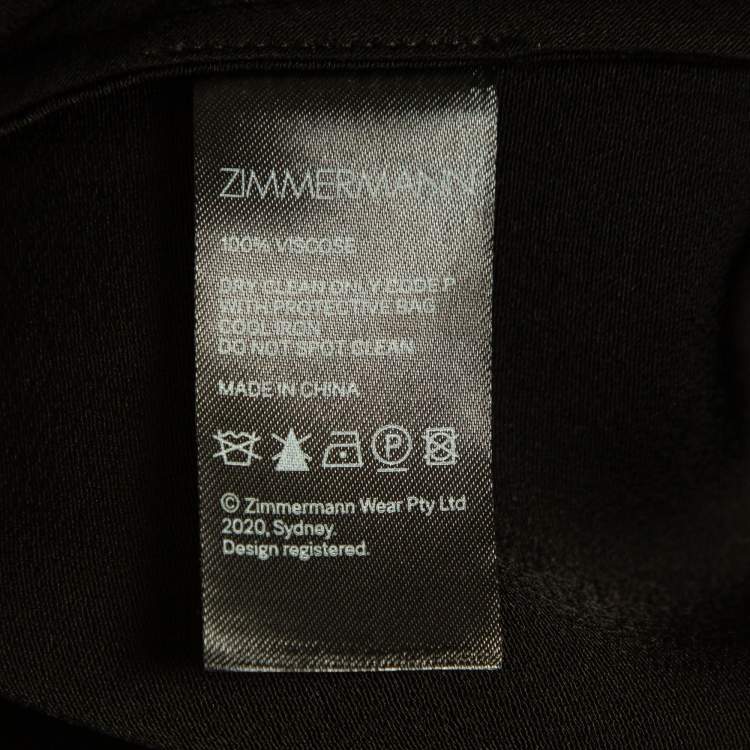 ZIMMERMANN
100% VISCOSE
DRY CLEAN ONLY CODE P
WITH PROTECTIVE BAG
COOL IRON
DO NOT SPOT CLEAN
MADE IN CHINA
P
© Zimmermann Wear Pty Ltd
2020, Sydney.
Design registered.